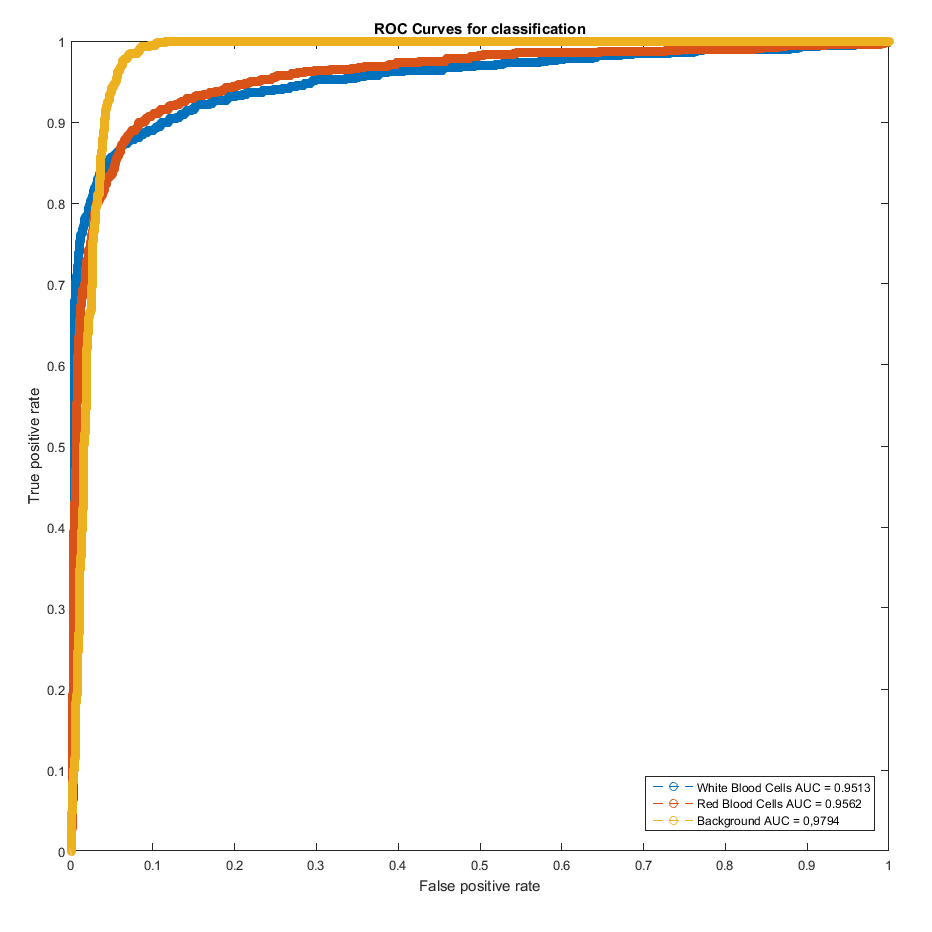 ROC Curves for classification
1
0.9
0.8
0.7
0.6
0.5
0.4
0.3
0.2
0.1
0
True positive rate
0 0.1 0.2 0.3 0.4 0.5 0.6 0.7 0.8 0.9 1
False positive rate
White Blood Cells AUC = 0.9513
Red Blood Cells AUC = 0.9562
Background AUC = 0,9794